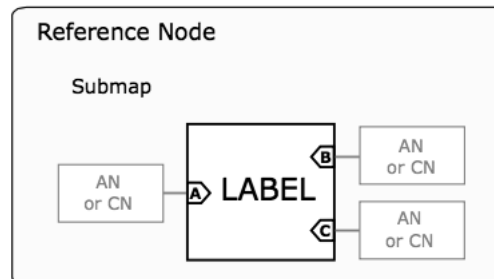 Reference Node
Submap
AN
or CN
A
LABEL
B
AN
or CN
C
AN
or CN